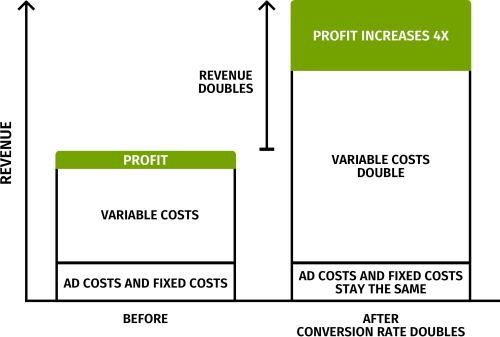 PROFIT INCREASES 4X
REVENUE
DOUBLES
REVENUE
PROFIT
VARIABLE COSTS
DOUBLE
VARIABLE COSTS
AD COSTS AND FIXED COSTS
AD COSTS AND FIXED COSTS
STAY THE SAME
BEFORE
AFTER
CONVERSION RATE DOUBLES